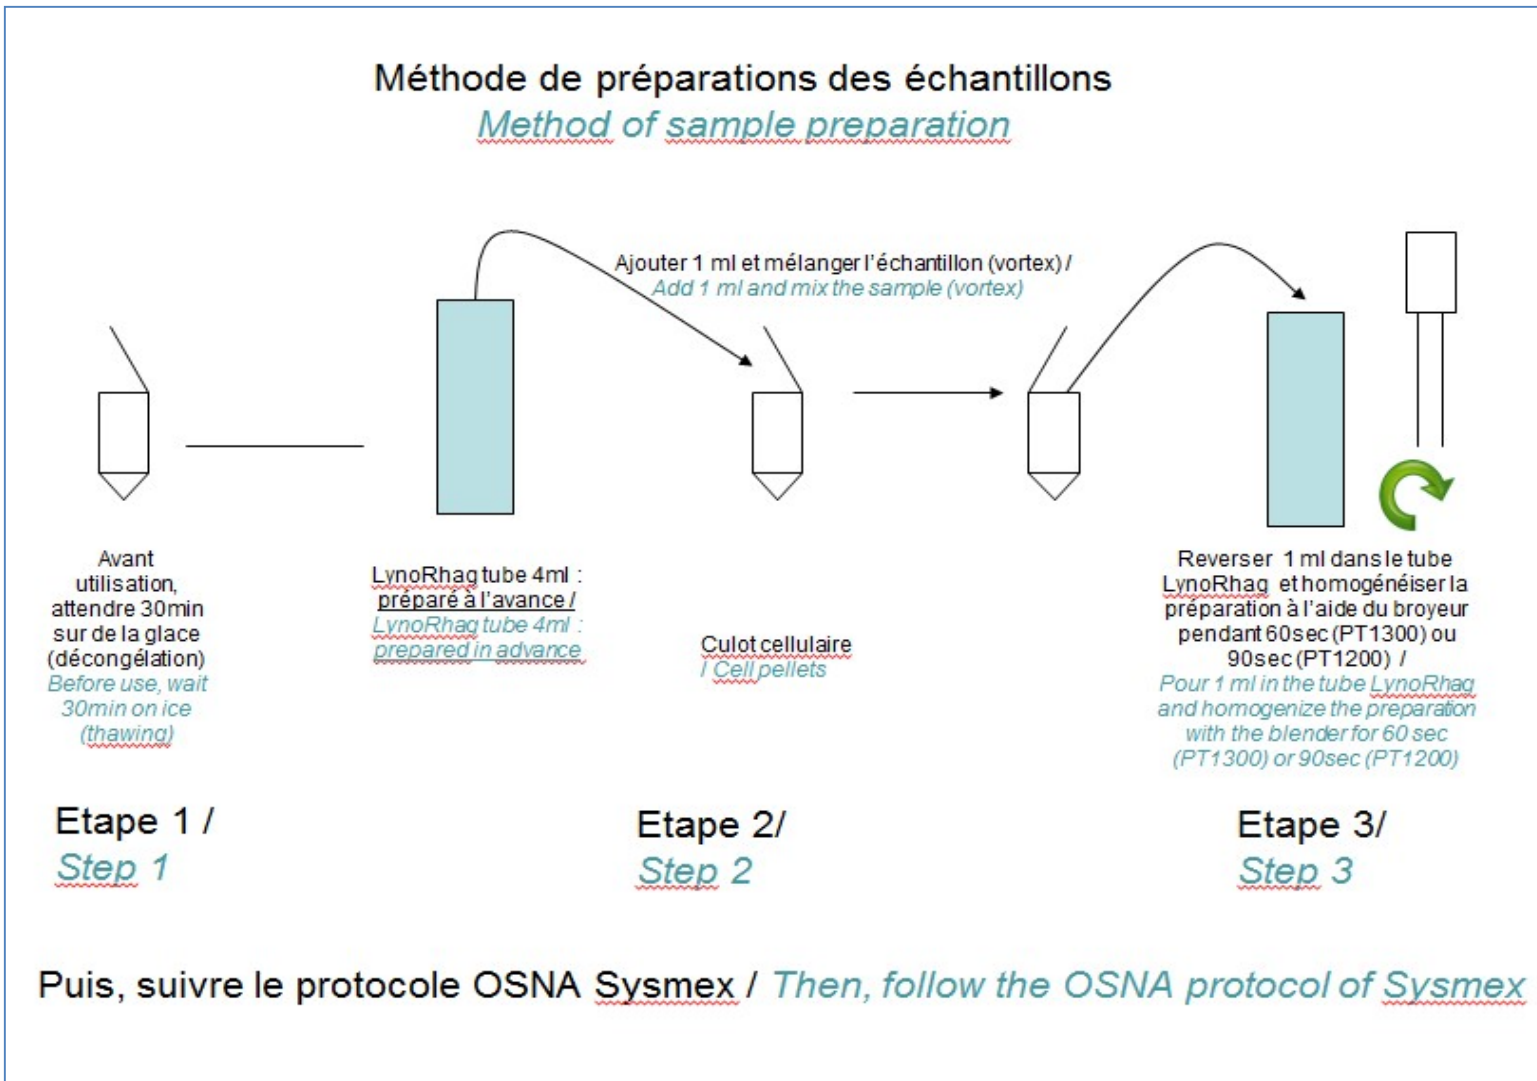 Méthode de préparations des échantillons
Method of sample preparation
Ajouter 1 ml et mélanger l'échantillon (vortex) /
Add 1 ml and mix the sample (vortex)
Avant
utilisation,
attendre 30min
sur de la glace
(décongélation)
Before use, wait
30min on ice
(thawing)
LynoRhag tube 4ml :
préparé à l'avance /
LynoRhag tube 4ml :
prepared in advance
Culot cellulaire
/ Cell pellets
Reverser 1 ml dans le tube
LynoRhag et homogénéiser la
préparation à l'aide du broyeur
pendant 60sec (PT1300) ou
90sec (PT1200) /
Pour 1 ml in the tube LynoRhag
and homogenize the preparation
with the blender for 60 sec
(PT1300) or 90sec (PT1200)
Etape 1 /
Step 1
Etape 2/
Step 2
Etape 3/
Step 3
Puis, suivre le protocole OSNA Sysmex / Then, follow the OSNA protocol of Sysmex